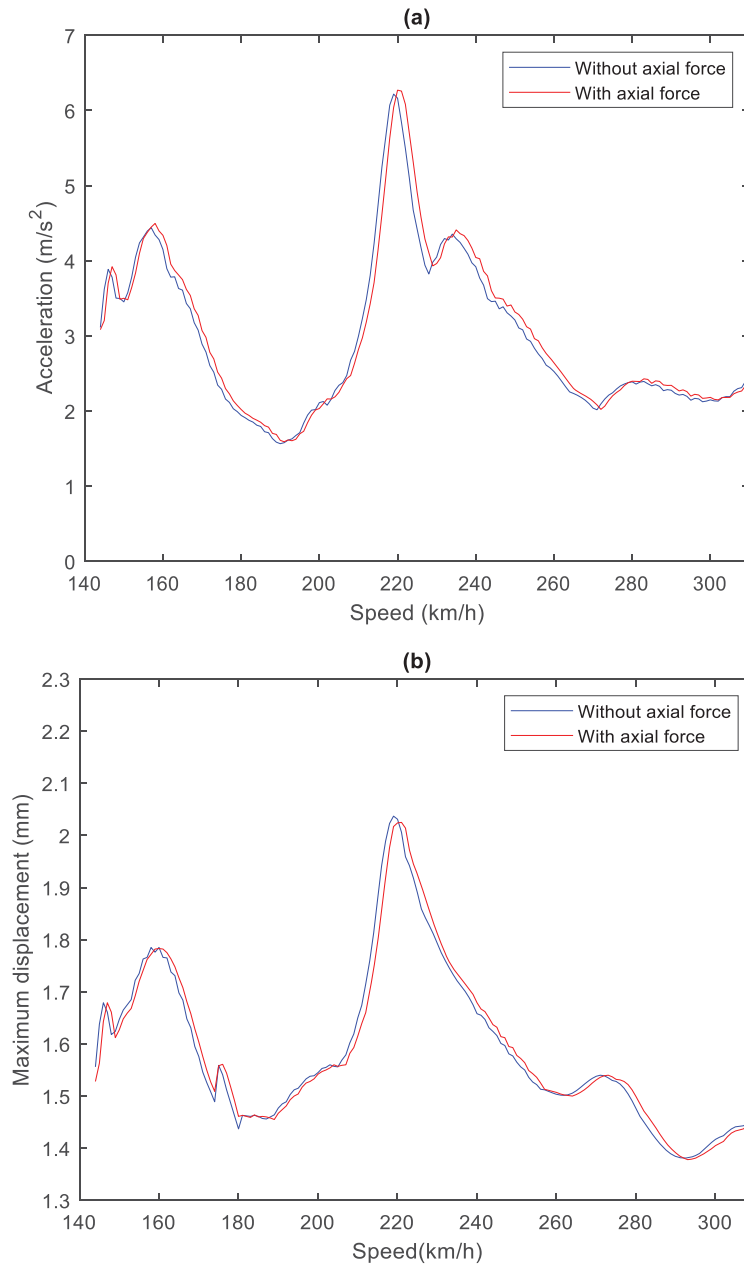 (a)
7
6
5
4
3
2
1
0
Acceleration (m/s²)
Without axial force
With axial force
140 160 180 200 220 240 260 280 300
Speed (km/h)
(b)
2.3
2.2
2.1
2
1.9
1.8
1.7
1.6
1.5
1.4
1.3
Maximum displacement (mm)
Without axial force
With axial force
140 160 180 200 220 240 260 280 300
Speed(km/h)